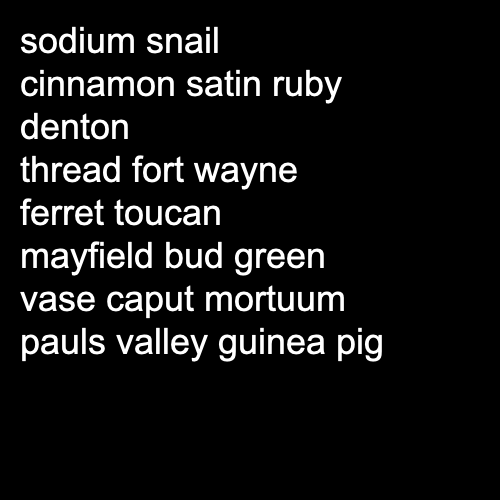 sodium snail
cinnamon satin ruby
denton
thread fort wayne
ferret toucan
mayfield bud green
vase caput mortuum
pauls valley guinea pig